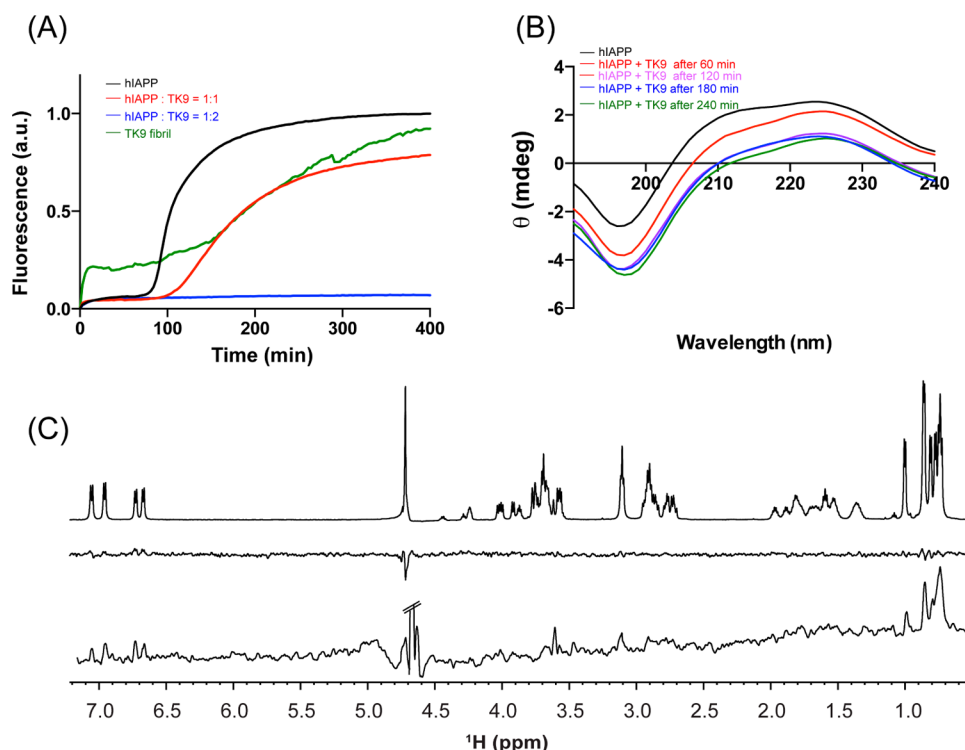 (A)
hIAPP
hIAPP : TK9 = 1:1
hIAPP : TK9 = 1:2
TK9 fibril
1.0
0.5
0.0
Fluorescence (a.u.)
0 100 200 300 400
Time (min)
(B)
hIAPP
hIAPP + TK9 after 60 min
hIAPP + TK9 after 120 min
hIAPP + TK9 after 180 min
hIAPP + TK9 after 240 min
4
2
0
-2
-4
-6
θ (mdeg)
200 210 220 230 240
Wavelength (nm)
(C)
7.0 6.5 6.0 5.5 5.0 4.5 4.0 3.5 3.0 2.5 2.0 1.5 1.0
¹H (ppm)